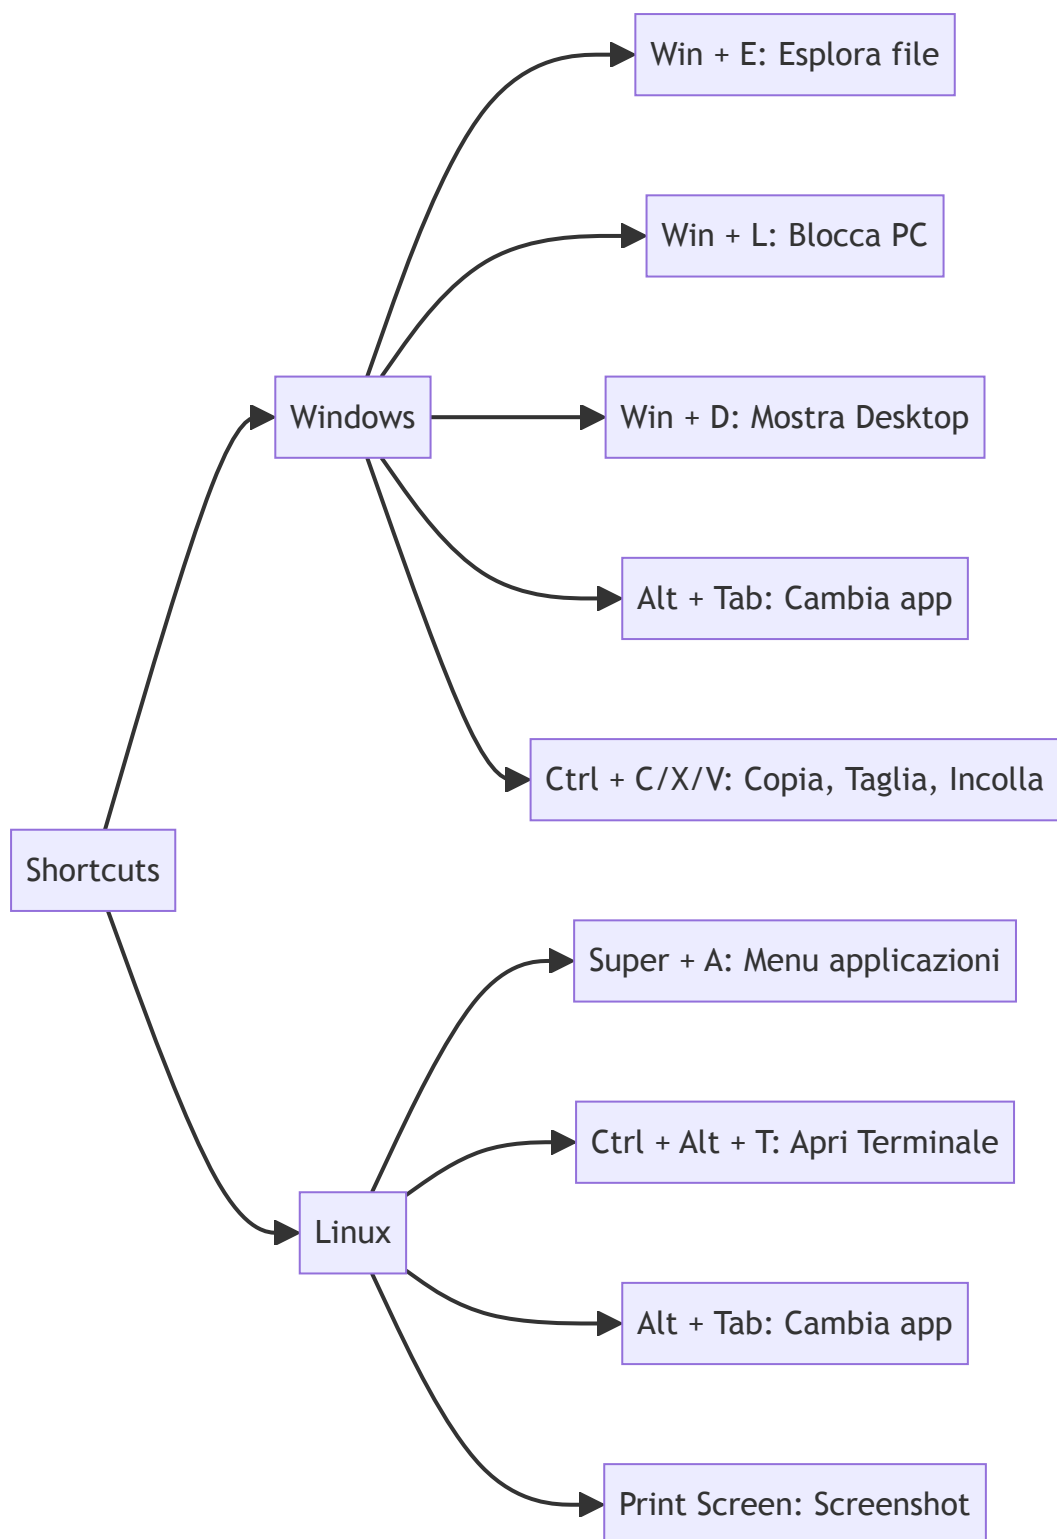 Shortcuts
Windows
Win + E: Esplora file
Win + L: Blocca PC
Win + D: Mostra Desktop
Alt + Tab: Cambia app
Ctrl + C/X/V: Copia, Taglia, Incolla
Linux
Super + A: Menu applicazioni
Ctrl + Alt + T: Apri Terminale
Alt + Tab: Cambia app
Print Screen: Screenshot